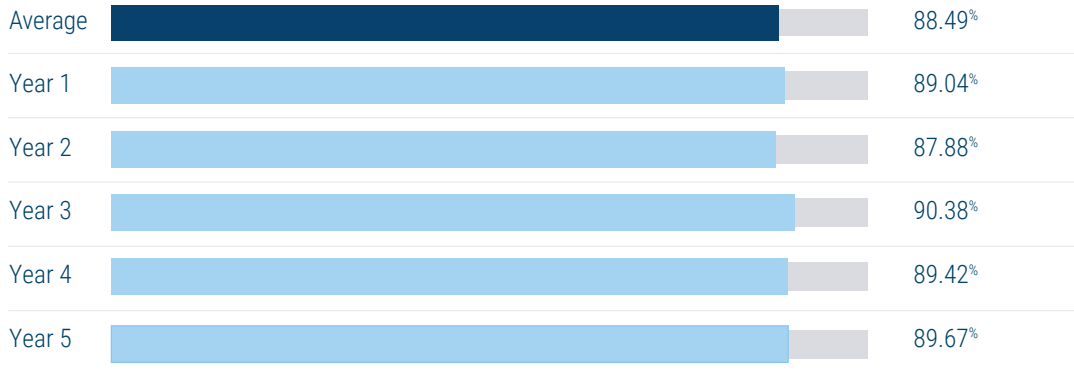 Average 88.49%
Year 1 89.04%
Year 2 87.88%
Year 3 90.38%
Year 4 89.42%
Year 5 89.67%